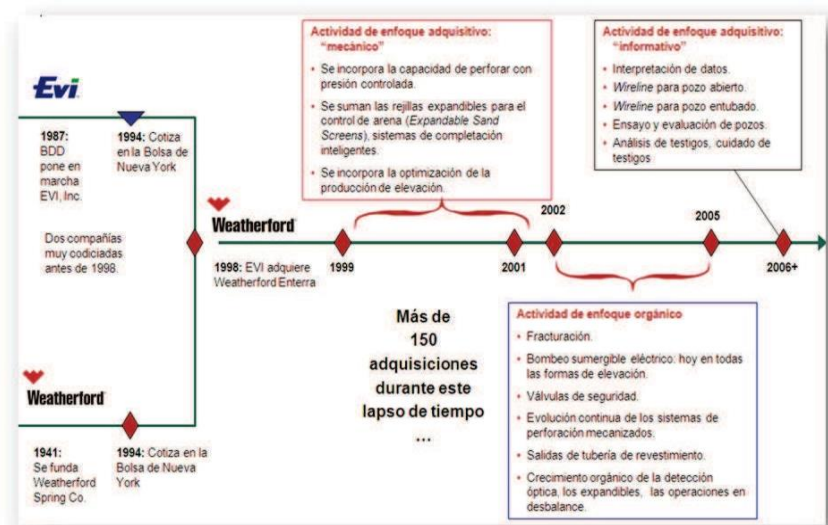 Evi
1987:
BDD
pone en
marcha
EVI, Inc.
1994: Cotiza
en la Bolsa de
Nueva York
Dos compañías
muy codiciadas
antes de 1998.
Weatherford
1941:
Se funda
Weatherford
Spring Co.
1994: Cotiza en la
Bolsa de Nueva
York
Weatherford
1998: EVI adquiere
Weatherford Enterra
Actividad de enfoque adquisitivo:
"mecánico"
• Se incorpora la capacidad de perforar con
presión controlada.
• Se suman las rejillas expandibles para el
control de arena (Expandable Sand
Screens), sistemas de completación
inteligentes.
• Se incorpora la optimización de la
producción de elevación.
1999
2001
Más de
150
adquisiciones
durante este
lapso de tiempo
...
2002
2005
Actividad de enfoque orgánico
• Fracturación.
• Bombeo sumergible eléctrico: hoy en todas
las formas de elevación.
• Válvulas de seguridad.
• Evolución continua de los sistemas de
perforación mecanizados.
• Salidas de tubería de revestimiento.
• Crecimiento orgánico de la detección
óptica, los expandibles, las operaciones en
desbalance.
Actividad de enfoque adquisitivo:
"informativo"
• Interpretación de datos.
• Wireline para pozo abierto.
• Wireline para pozo entubado.
• Ensayo y evaluación de pozos.
• Análisis de testigos, cuidado de
testigos
2006+